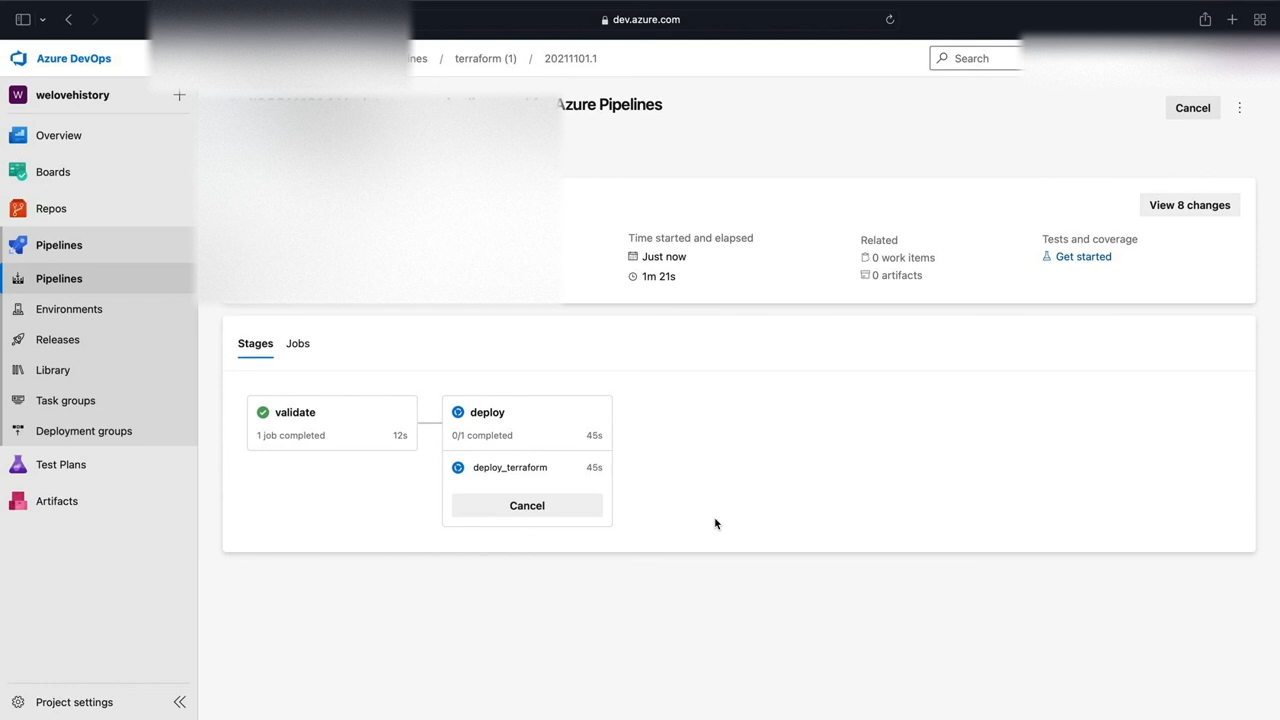 dev.azure.com
Azure DevOps
ines / terraform (1) / 20211101.1
Search
W welovehistory
Azure Pipelines
Cancel
Overview
Boards
Repos
Pipelines
Pipelines
Environments
Releases
Library
Task groups
Deployment groups
Test Plans
Artifacts
Project settings
View 8 changes
Time started and elapsed
Just now
1m 21s
Related
0 work items
0 artifacts
Tests and coverage
Get started
Stages Jobs
validate
1 job completed 12s
deploy
0/1 completed 45s
deploy_terraform 45s
Cancel